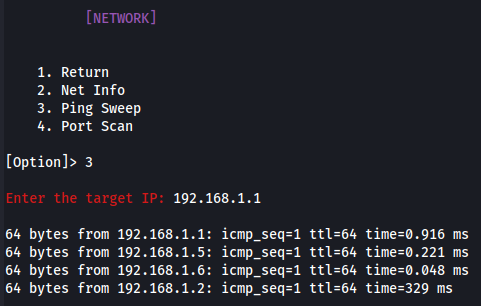 [NETWORK]
1. Return
2. Net Info
3. Ping Sweep
4. Port Scan
[Option]> 3
Enter the target IP: 192.168.1.1
64 bytes from 192.168.1.1: icmp_seq=1 ttl=64 time=0.916 ms
64 bytes from 192.168.1.5: icmp_seq=1 ttl=64 time=0.221 ms
64 bytes from 192.168.1.6: icmp_seq=1 ttl=64 time=0.048 ms
64 bytes from 192.168.1.2: icmp_seq=1 ttl=64 time=329 ms